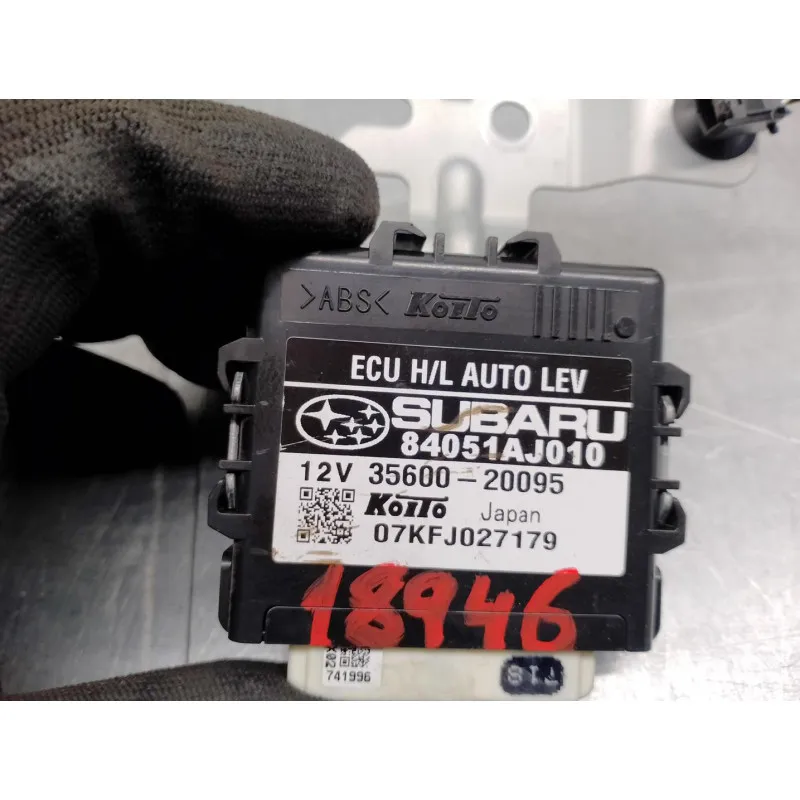 >ABS< KOITO
ECU H/L AUTO LEV
SUBARU
84051AJ010
12V 35600-20095
KOITO Japan
07KFJ027179
18946
741996